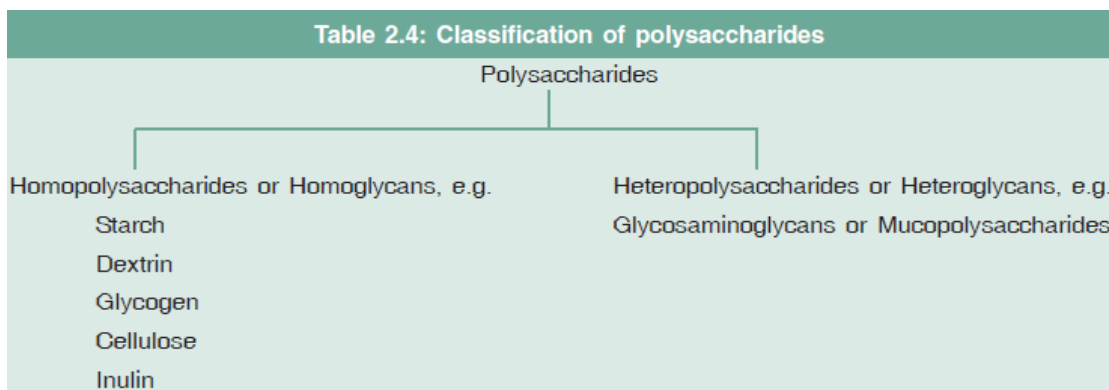 Table 2.4: Classification of polysaccharides
Polysaccharides
Homopolysaccharides or Homoglycans, e.g.
Starch
Dextrin
Glycogen
Cellulose
Inulin
Heteropolysaccharides or Heteroglycans, e.g.
Glycosaminoglycans or Mucopolysaccharides